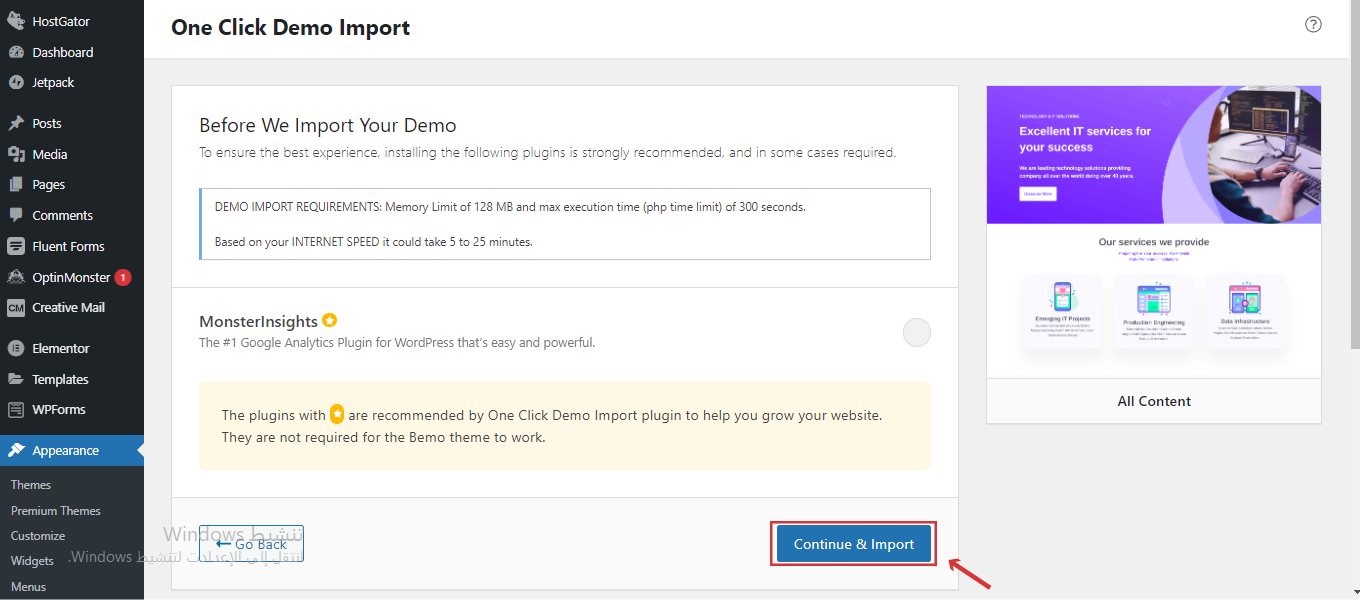 HostGator
Dashboard
Jetpack
Posts
Media
Pages
Comments
Fluent Forms
OptinMonster 1
CM Creative Mail
Elementor
Templates
WPForms
Appearance
Themes
Premium Themes
Customize
Widgets
Menus
One Click Demo Import
?
Before We Import Your Demo
To ensure the best experience, installing the following plugins is strongly recommended, and in some cases required.
DEMO IMPORT REQUIREMENTS: Memory Limit of 128 MB and max execution time (php time limit) of 300 seconds.
Based on your INTERNET SPEED it could take 5 to 25 minutes.
MonsterInsights
The #1 Google Analytics Plugin for WordPress that's easy and powerful.
The plugins with are recommended by One Click Demo Import plugin to help you grow your website.
They are not required for the Bemo theme to work.
Go Back
Continue & Import
تنشيط Windows
انتقل إلى الإعدادات لتنشيط Windows.
TECHNOLOGY & IT SOLUTIONS
Excellent IT services for
your success
We are leading technology solutions providing
company all over the world doing over 40 years.
Discover More
Our services we provide
Emerging IT Projects
Production Engineering
Data Infrastructure
All Content